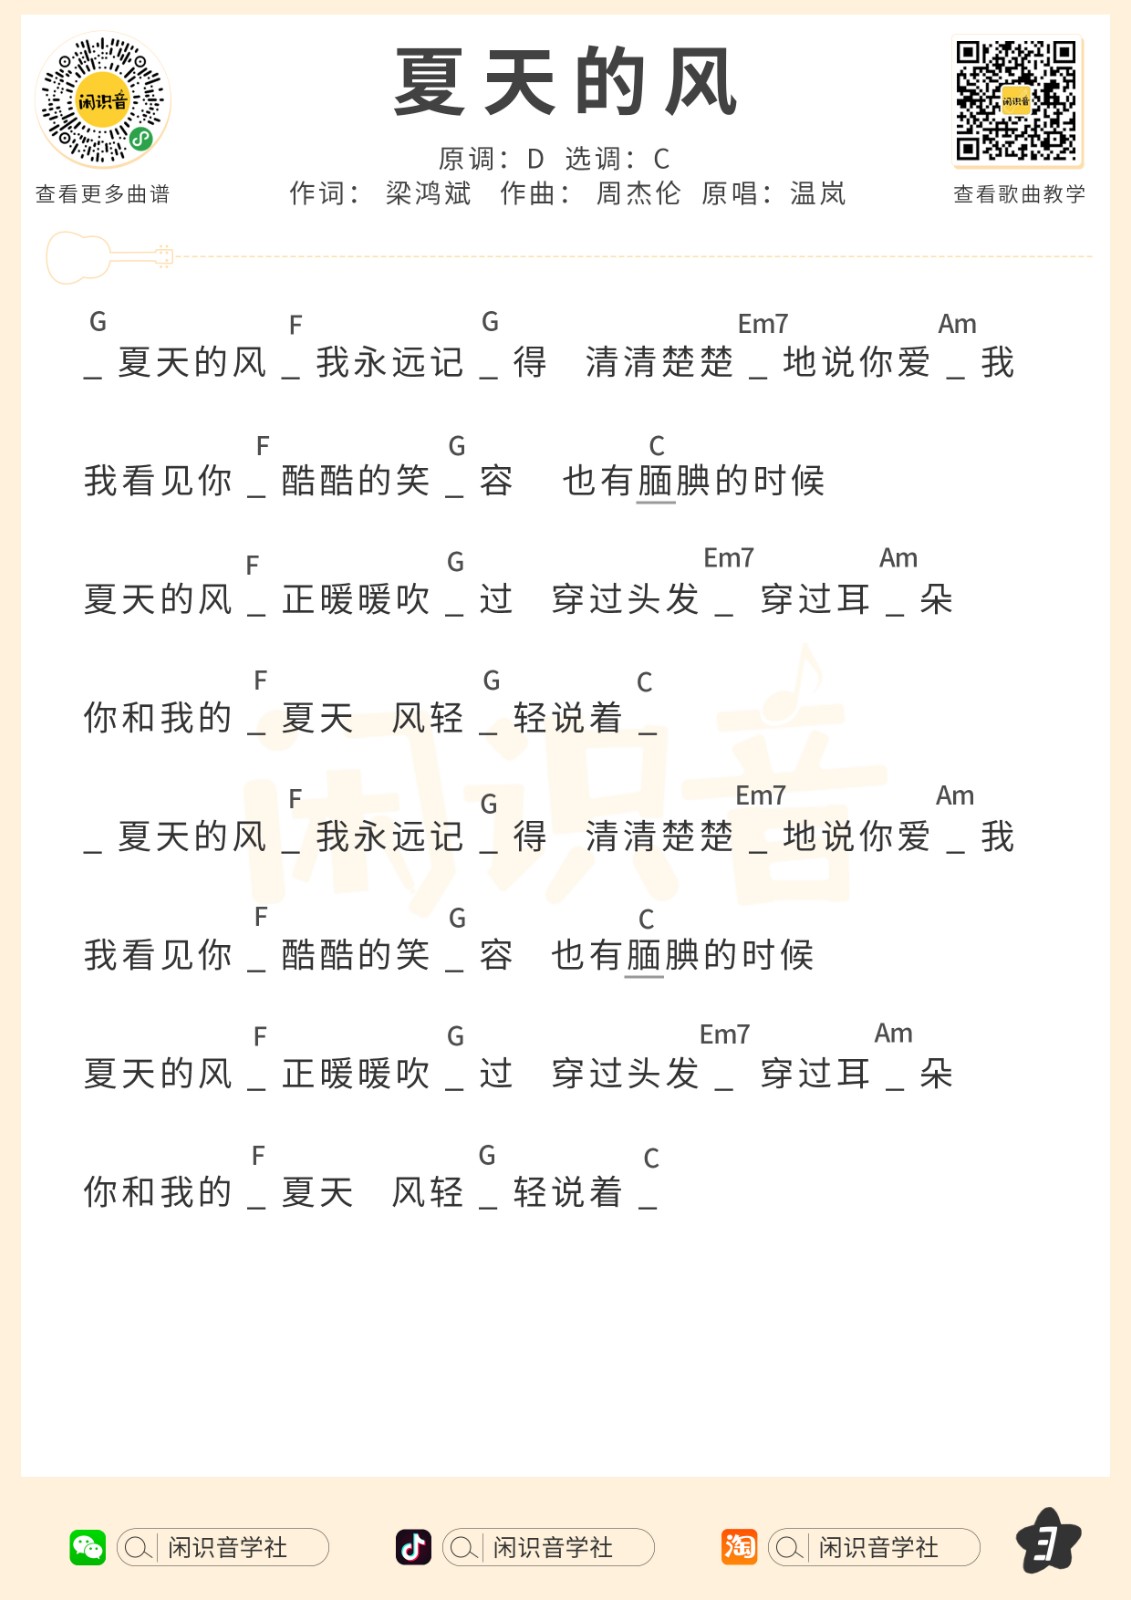 夏天的风
原调：D 选调：C
作词： 梁鸿斌 作曲： 周杰伦 原唱：温岚
闲识音
查看更多曲谱
闲识音
查看歌曲教学
G F G Em7 Am
_ 夏天的风 _ 我永远记 _ 得 清清楚楚 _ 地说你爱 _ 我
F G C
我看见你 _ 酷酷的笑 _ 容 也有腼腆的时候
F G Em7 Am
夏天的风 _ 正暖暖吹 _ 过 穿过头发 _ 穿过耳 _ 朵
F G C
你和我的 _ 夏天 风轻 _ 轻说着 _
F G Em7 Am
_ 夏天的风 _ 我永远记 _ 得 清清楚楚 _ 地说你爱 _ 我
F G C
我看见你 _ 酷酷的笑 _ 容 也有腼腆的时候
F G Em7 Am
夏天的风 _ 正暖暖吹 _ 过 穿过头发 _ 穿过耳 _ 朵
F G C
你和我的 _ 夏天 风轻 _ 轻说着 _
闲识音
闲识音学社
闲识音学社
淘 闲识音学社
3